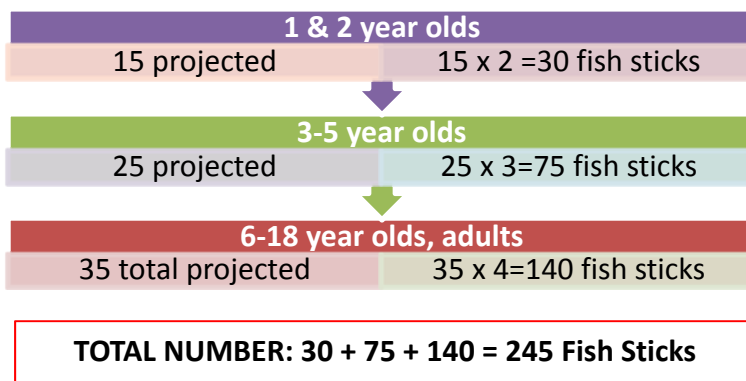 1 & 2 year olds
15 projected 15 x 2 =30 fish sticks
3-5 year olds
25 projected 25 x 3=75 fish sticks
6-18 year olds, adults
35 total projected 35 x 4=140 fish sticks
TOTAL NUMBER: 30 + 75 + 140 = 245 Fish Sticks